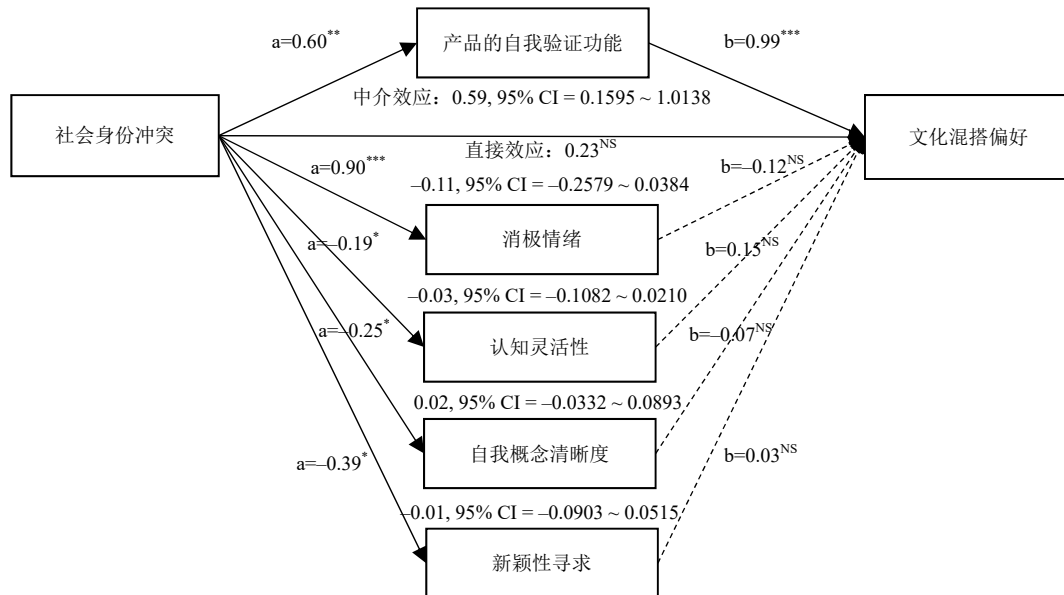 a=0.60**
产品的自我验证功能
b=0.99***
中介效应：0.59, 95% CI = 0.1595 ~ 1.0138
社会身份冲突
文化混搭偏好
直接效应：0.23NS
a=0.90***
b=–0.12NS
–0.11, 95% CI = –0.2579 ~ 0.0384
消极情绪
a=–0.19*
b=0.15NS
–0.03, 95% CI = –0.1082 ~ 0.0210
a=–0.25*
认知灵活性
b=–0.07NS
0.02, 95% CI = –0.0332 ~ 0.0893
自我概念清晰度
a=–0.39*
b=0.03NS
–0.01, 95% CI = –0.0903 ~ 0.0515
新颖性寻求